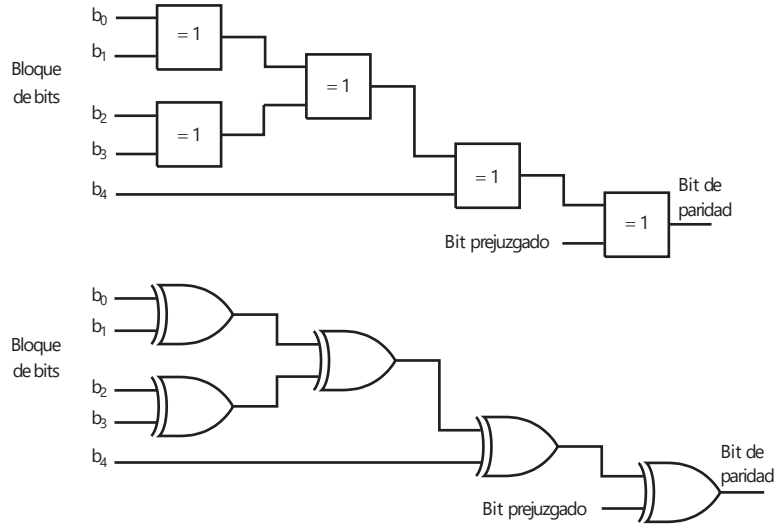 b0
= 1
b1
Bloque
de bits
= 1
b2
= 1
b3
b4
= 1
Bit de
paridad
= 1
Bit prejuzgado
b0
b1
Bloque
de bits
b2
b3
b4
Bit de
paridad
Bit prejuzgado